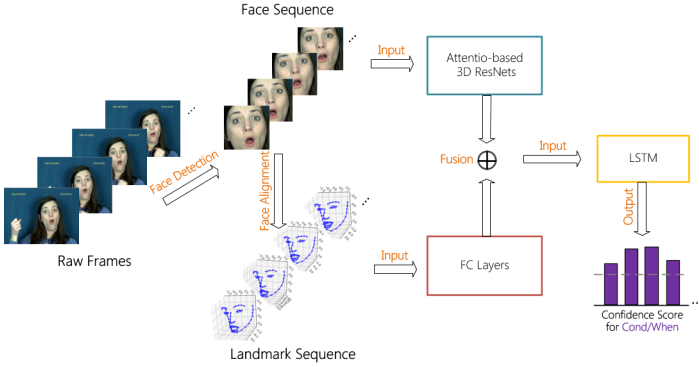 Face Sequence
...
Input
Attentio-based
3D ResNets
...
Face Detection
Face Alignment
Fusion
Input
LSTM
Output
...
Raw Frames
Input
FC Layers
Landmark Sequence
...
Confidence Score
for Cond/When